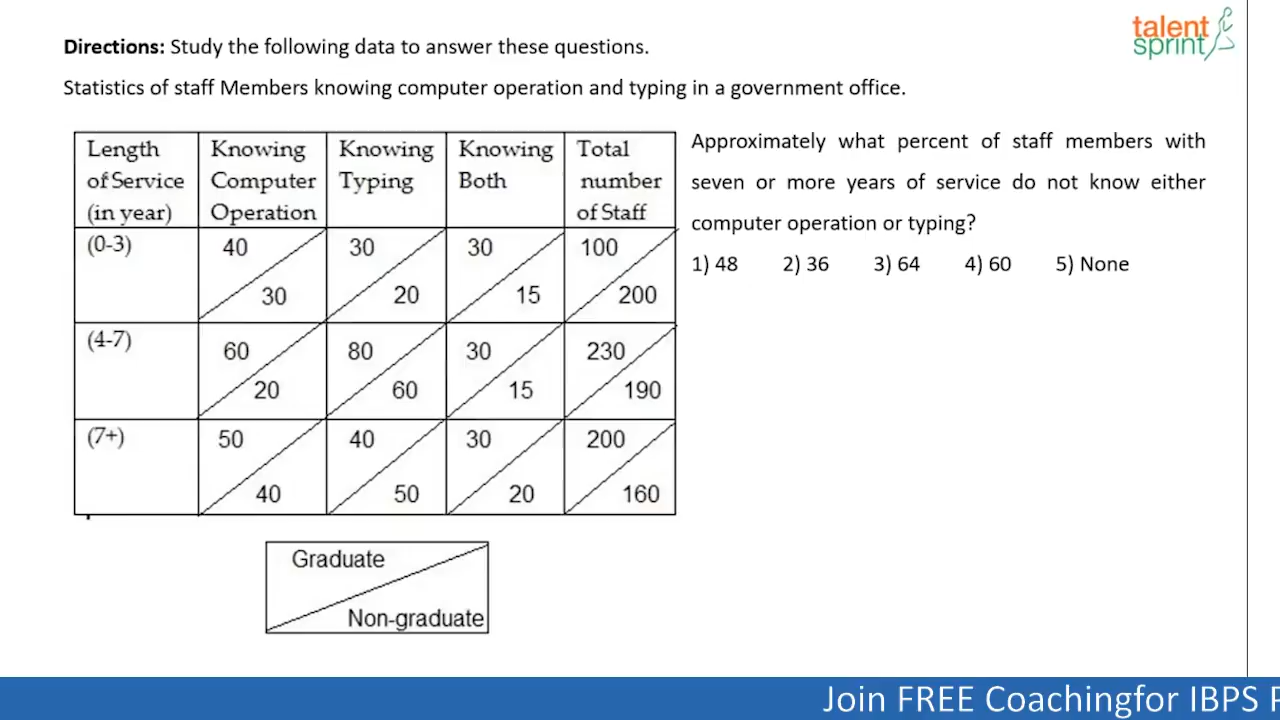 talent
sprint
Directions: Study the following data to answer these questions.
Statistics of staff Members knowing computer operation and typing in a government office.
Length of Service (in year)
Knowing Computer Operation
Knowing Typing
Knowing Both
Total number of Staff
(0-3)
40
30
30
20
30
15
100
200
(4-7)
60
20
80
60
30
15
230
190
(7+)
50
40
40
50
30
20
200
160
Graduate
Non-graduate
Approximately what percent of staff members with
seven or more years of service do not know either
computer operation or typing?
1) 48 2) 36 3) 64 4) 60 5) None
Join FREE Coachingfor IBPS